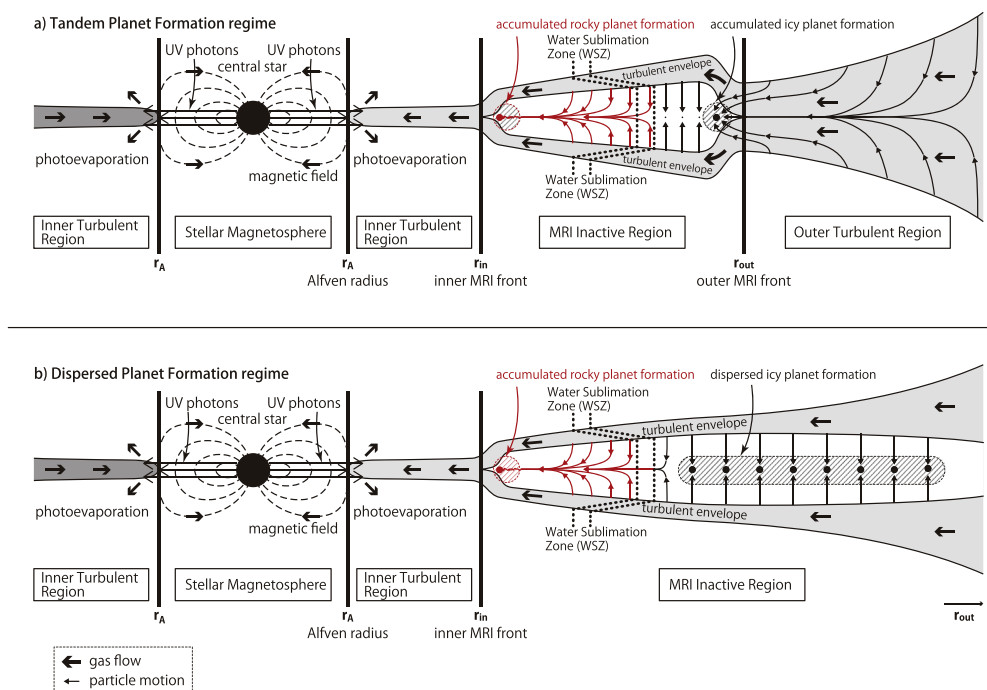 a) Tandem Planet Formation regime
accumulated rocky planet formation
accumulated icy planet formation
UV photons
UV photons
central star
Water Sublimation
Zone (WSZ)
turbulent envelope
photoevaporation
photoevaporation
magnetic field
turbulent envelope
Water Sublimation
Zone (WSZ)
Inner Turbulent
Region
Stellar Magnetosphere
Inner Turbulent
Region
MRI Inactive Region
Outer Turbulent Region
rA
rA
Alfven radius
rin
inner MRI front
rout
outer MRI front
b) Dispersed Planet Formation regime
accumulated rocky planet formation
dispersed icy planet formation
UV photons
UV photons
central star
Water Sublimation
Zone (WSZ)
turbulent envelope
photoevaporation
photoevaporation
magnetic field
turbulent envelope
Water Sublimation
Zone (WSZ)
Inner Turbulent
Region
Stellar Magnetosphere
Inner Turbulent
Region
MRI Inactive Region
rA
rA
Alfven radius
rin
inner MRI front
rout
gas flow
particle motion